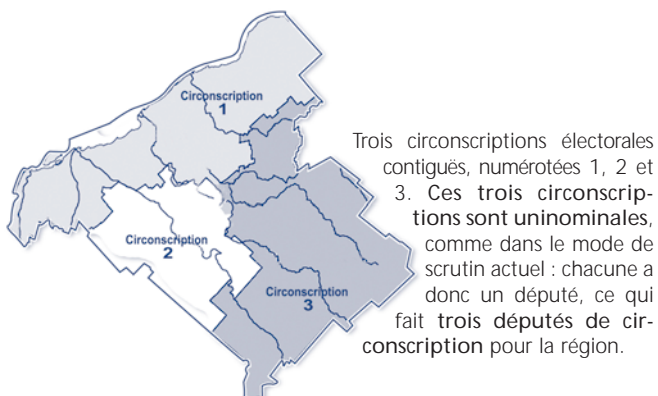 Circonscription
1
Circonscription
2
Circonscription
3
Trois circonscriptions électorales
contiguës, numérotées 1, 2 et
3. Ces trois circonscrip-
tions sont uninominales,
comme dans le mode de
scrutin actuel : chacune a
donc un député, ce qui
fait trois députés de cir-
conscription pour la région.